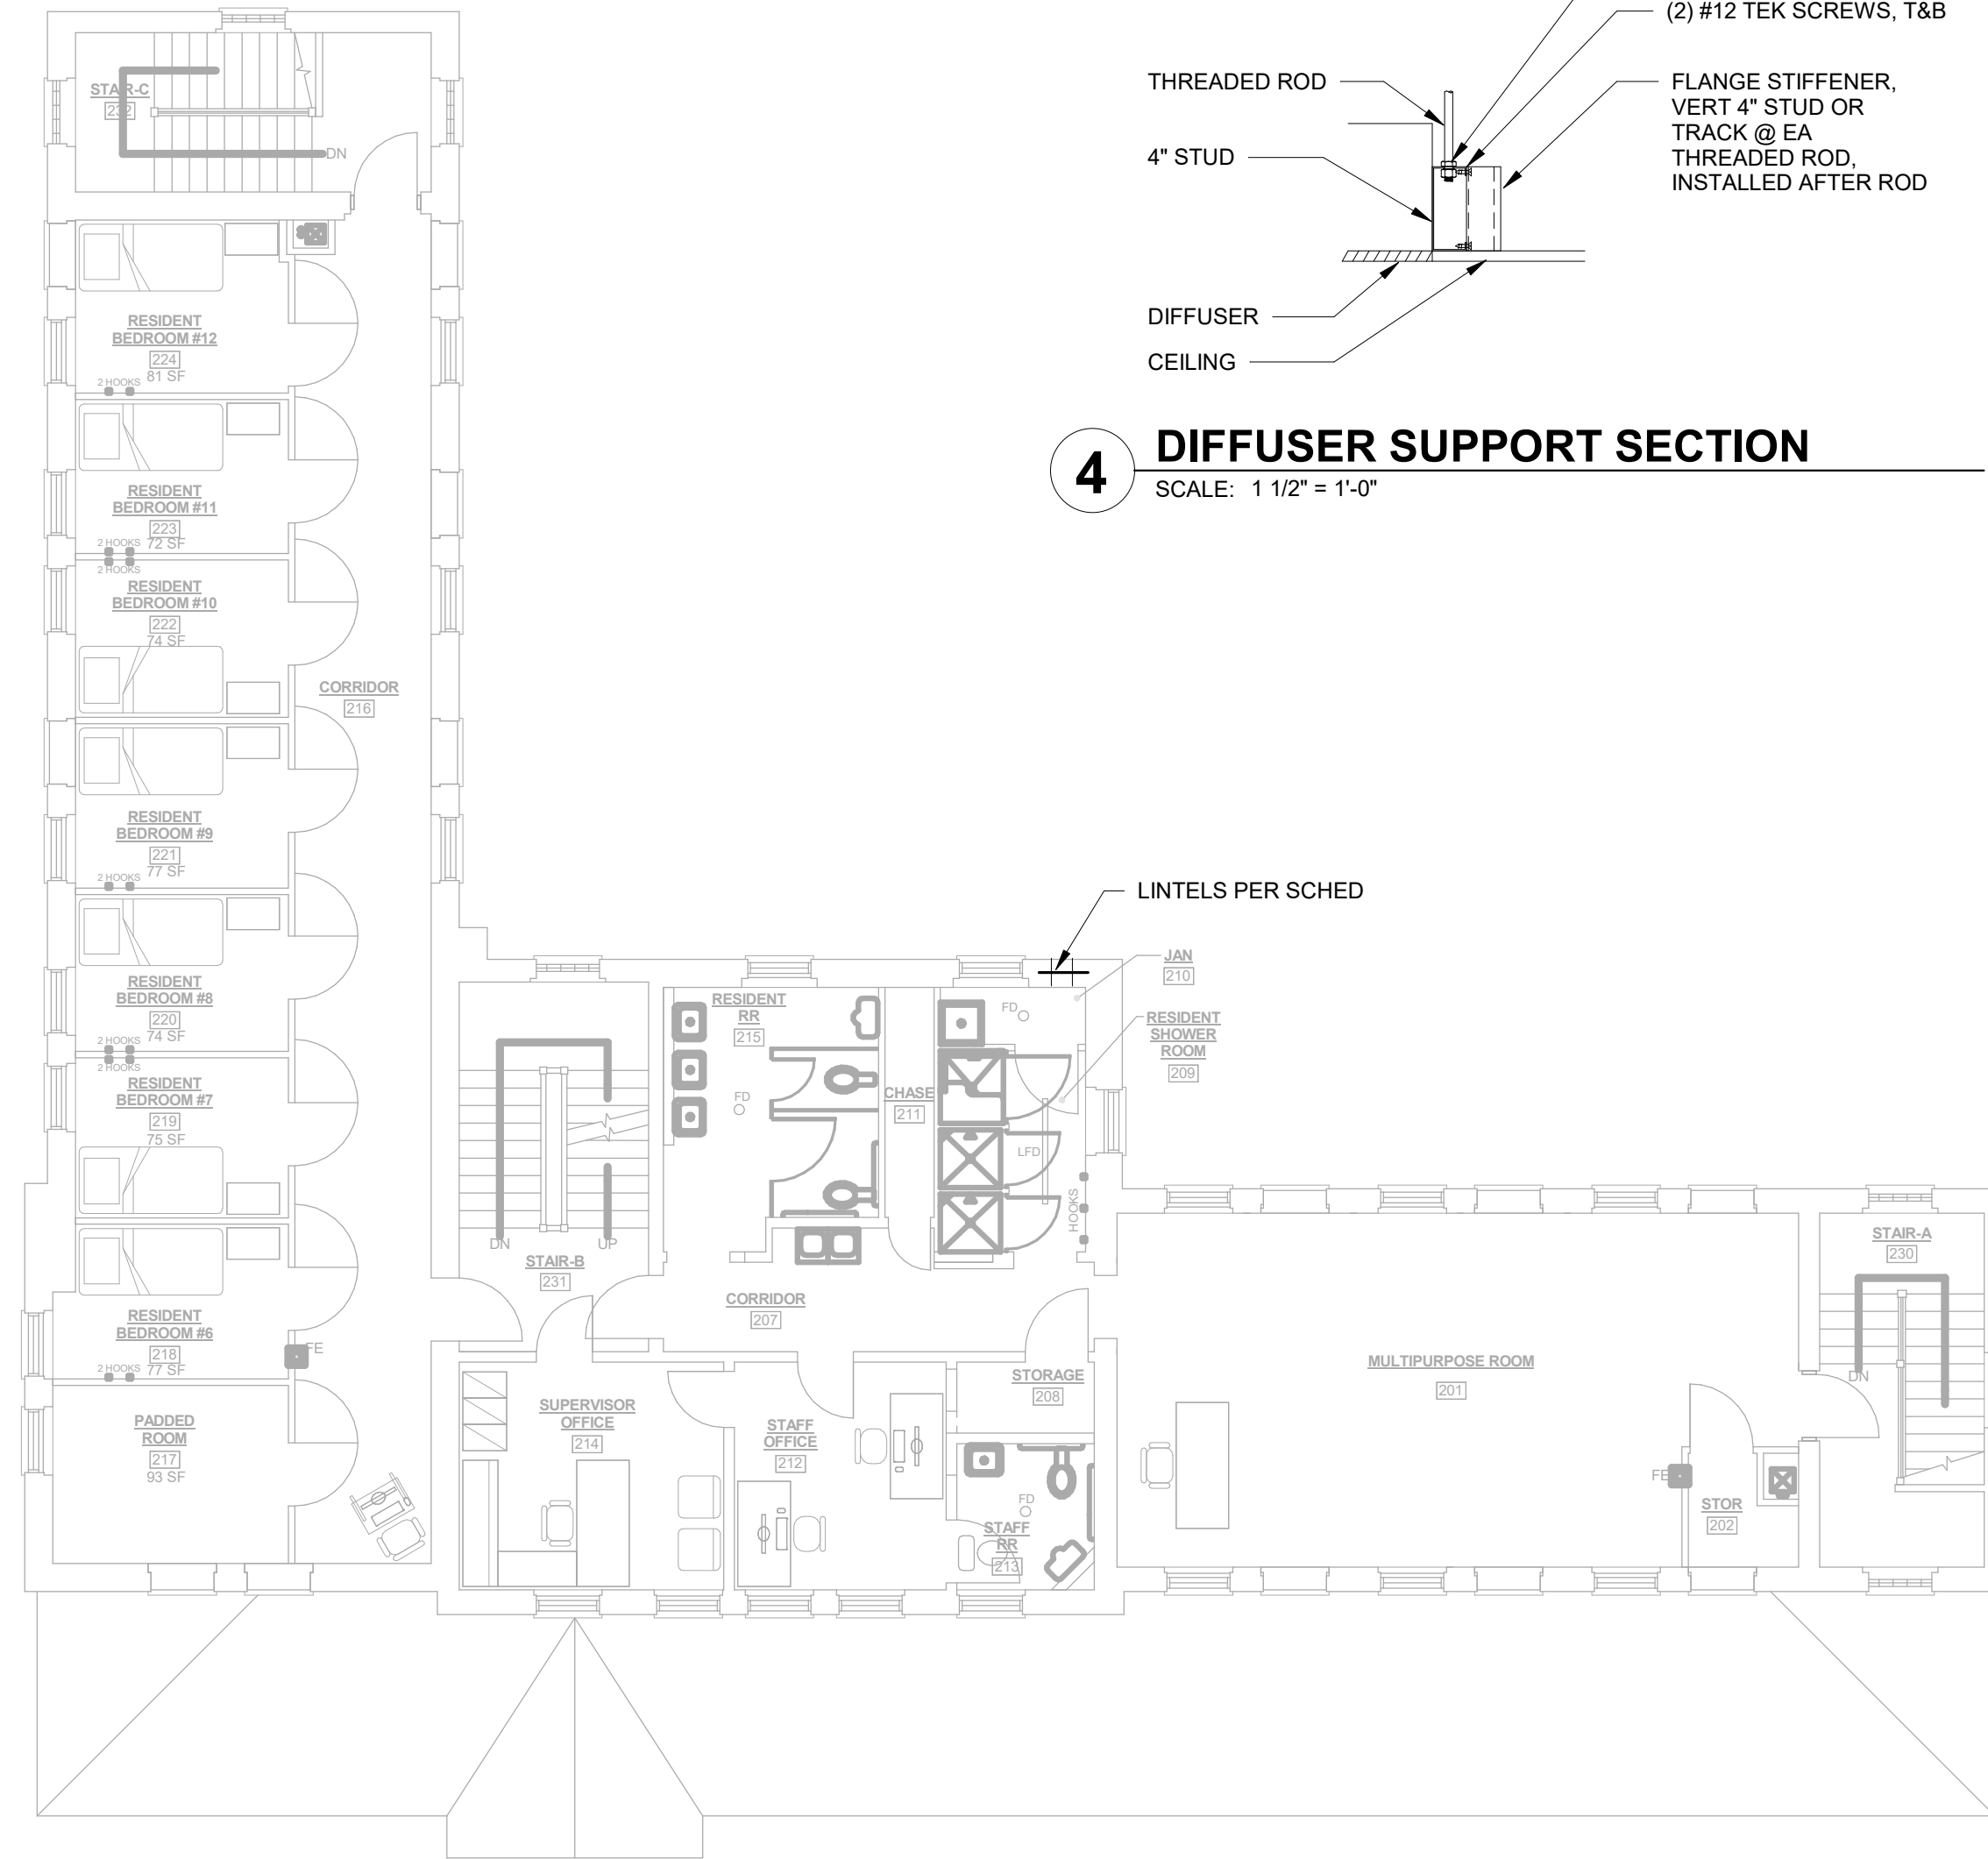 (2) #12 TEK SCREWS, T&B
THREADED ROD
FLANGE STIFFENER,
VERT 4" STUD OR
TRACK @ EA
THREADED ROD,
INSTALLED AFTER ROD
4" STUD
DIFFUSER
CEILING
4
DIFFUSER SUPPORT SECTION
SCALE: 1 1/2" = 1'-0"
STAIR-C
232
DN
RESIDENT
BEDROOM #12
224
81 SF
2 HOOKS
RESIDENT
BEDROOM #11
223
72 SF
2 HOOKS
2 HOOKS
RESIDENT
BEDROOM #10
222
74 SF
CORRIDOR
216
RESIDENT
BEDROOM #9
221
77 SF
2 HOOKS
RESIDENT
BEDROOM #8
220
74 SF
2 HOOKS
2 HOOKS
RESIDENT
BEDROOM #7
219
75 SF
RESIDENT
BEDROOM #6
218
77 SF
2 HOOKS
FE
PADDED
ROOM
217
93 SF
LINTELS PER SCHED
JAN
210
RESIDENT
SHOWER
ROOM
209
RESIDENT
RR
215
FD
FD
CHASE
211
LFD
HOOKS
DN
UP
STAIR-B
231
CORRIDOR
207
SUPERVISOR
OFFICE
214
STAFF
OFFICE
212
STORAGE
208
FD
STAFF
RR
213
MULTIPURPOSE ROOM
201
STAIR-A
230
DN
FE
STOR
202